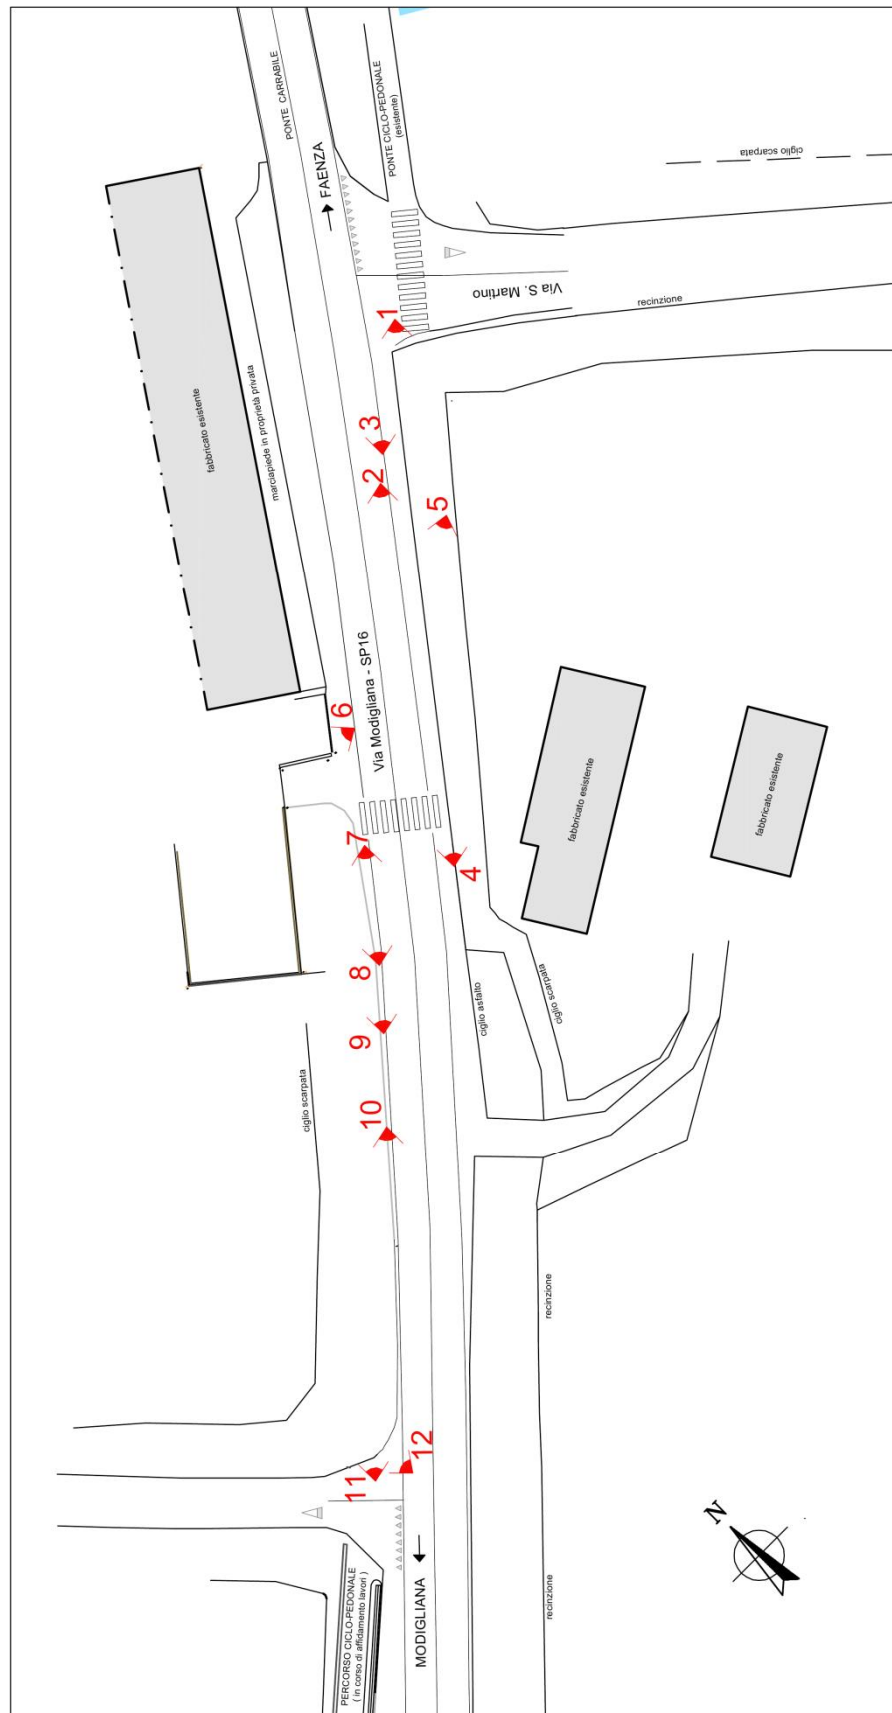 PONTE CARRABILE
PONTE CICLO-PEDONALE
(esistente)
FAENZA
ciglio scarpata
Via S. Martino
recinzione
1
fabbricato esistente
marciapiede in proprietà privata
3
2
5
Via Modigliana - SP16
6
fabbricato esistente
fabbricato esistente
7
4
8
ciglio asfalto
ciglio scarpata
9
ciglio scarpata
10
recinzione
12
11
N
MODIGLIANA
PERCORSO CICLO-PEDONALE
( in corso di affidamento lavori )
recinzione